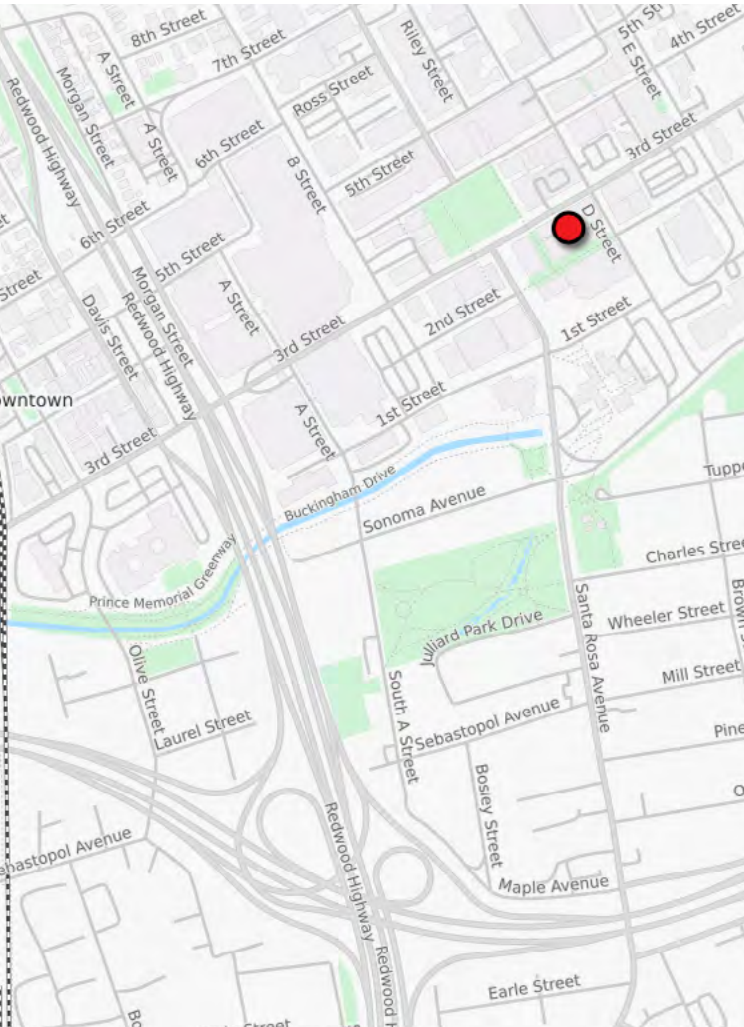 8th Street
7th Street
A Street
Riley Street
5th St
4th Street
E Street
Morgan Street
Redwood Highway
Ross Street
3rd Street
6th Street
A Street
5th Street
B Street
D Street
6th Street
5th Street
Street
Morgan Street
Redwood Highway
A Street
2nd Street
1st Street
Davis Street
3rd Street
1st Street
owntown
A Street
3rd Street
Buckingham Drive
Sonoma Avenue
Tuppe
Charles Stree
Prince Memorial Greenway
Santa Rosa Avenue
Wheeler Street
Brown S
Julliard Park Drive
Olive Street
Mill Street
South A Street
Laurel Street
Sebastopol Avenue
Pine
Bosley Street
O
ebastopol Avenue
Redwood Highway
Maple Avenue
Redwood H
Earle Street
Bo
Street